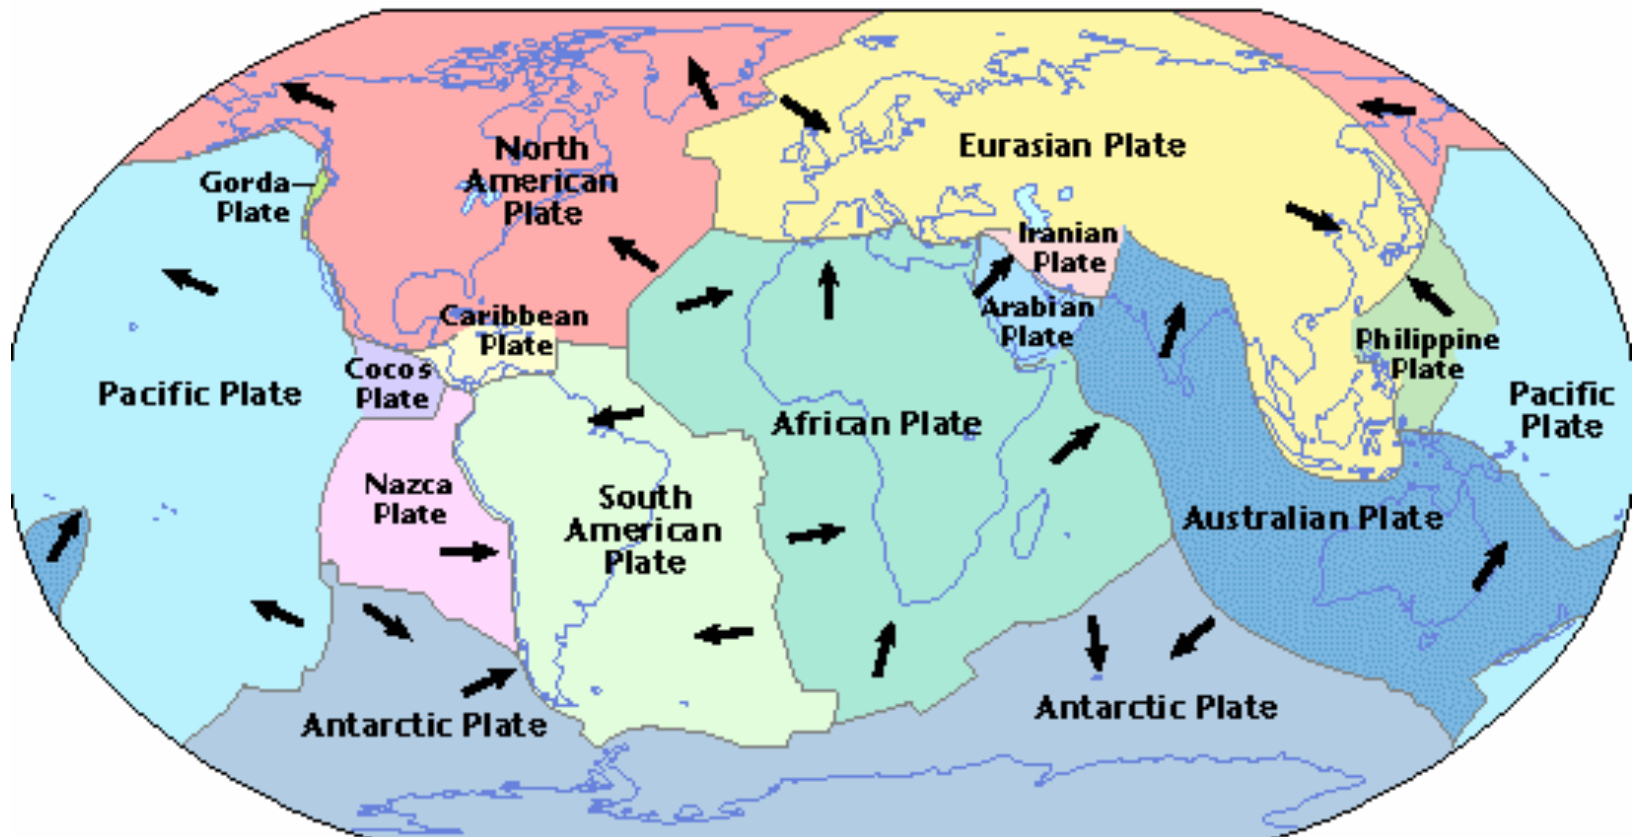 North
American
Plate
Eurasian Plate
Gorda
Plate
Iranian
Plate
Caribbean
Plate
Arabian
Plate
Philippine
Plate
Cocos
Plate
Pacific Plate
Pacific
Plate
African Plate
Nazca
Plate
South
American
Plate
Australian Plate
Antarctic Plate
Antarctic Plate